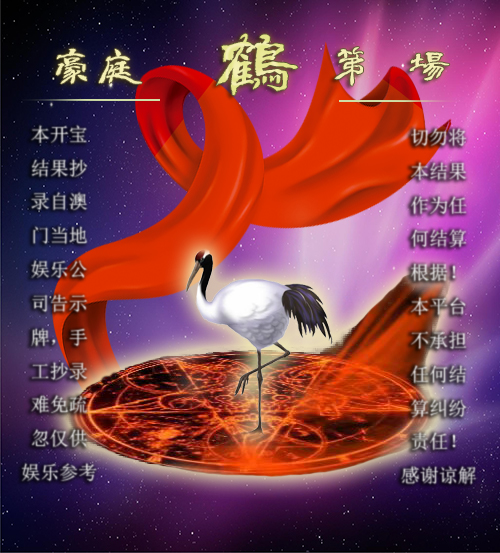 豪庭 鶴 第 場
本开宝
结果抄
录自澳
门当地
娱乐公
司告示
牌，手
工抄录
难免疏
忽仅供
娱乐参考
切勿将
本结果
作为任
何结算
根据！
本平台
不承担
任何结
算纠纷
责任！
感谢谅解